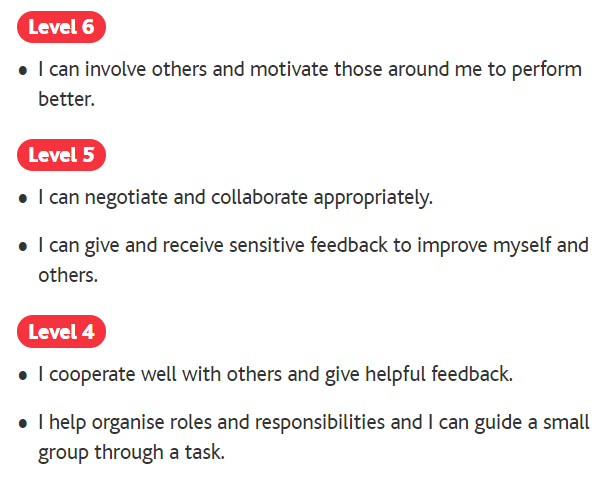 Level 6
• I can involve others and motivate those around me to perform
better.
Level 5
• I can negotiate and collaborate appropriately.
• I can give and receive sensitive feedback to improve myself and
others.
Level 4
• I cooperate well with others and give helpful feedback.
• I help organise roles and responsibilities and I can guide a small
group through a task.